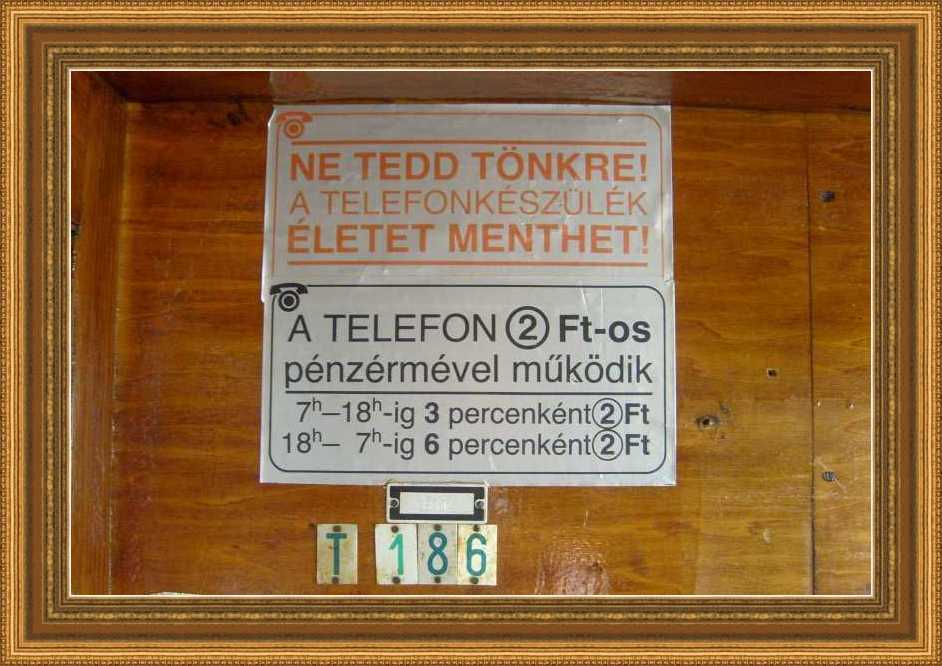 NE TEDD TÖNKRE!
A TELEFONKÉSZÜLÉK
ÉLETET MENTHET!
A TELEFON 2 Ft-os
pénzérmével működik
7h–18h-ig 3 percenként 2 Ft
18h– 7h-ig 6 percenként 2 Ft
T 186